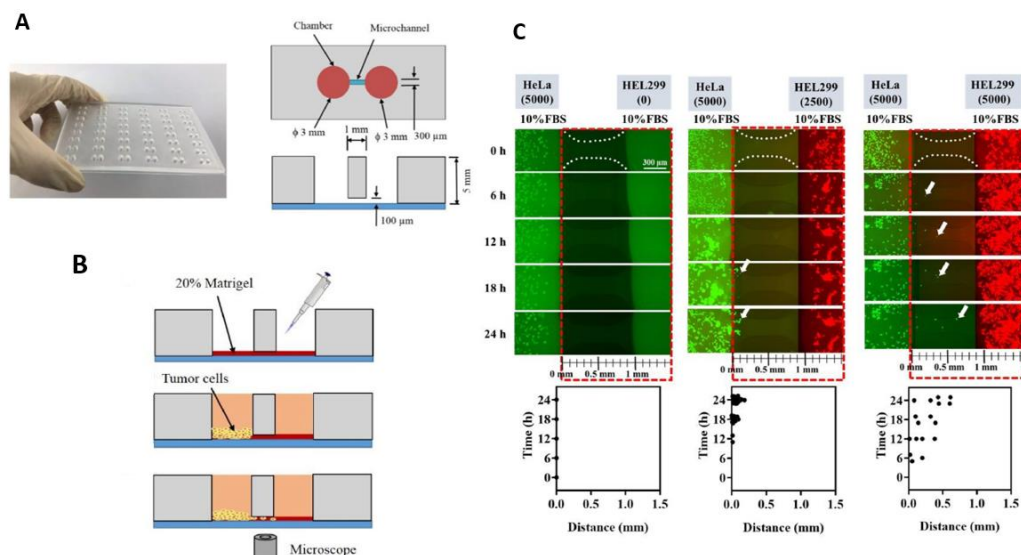 A
Chamber
Microchannel
ϕ 3 mm
ϕ 3 mm
300 µm
1 mm
5 mm
100 µm
B
20% Matrigel
Tumor cells
Microscope
C
HeLa
(5000)
HEL299
(0)
10%FBS
10%FBS
HeLa
(5000)
HEL299
(2500)
10%FBS
10%FBS
HeLa
(5000)
HEL299
(5000)
10%FBS
10%FBS
0 h
300 µm
6 h
12 h
18 h
24 h
0 mm
0.5 mm
1 mm
0 mm
0.5 mm
1 mm
0 mm
0.5 mm
1 mm
Time (h)
24
18
12
6
0
0.0
0.5
1.0
1.5
Distance (mm)
Time (h)
24
18
12
6
0
0.0
0.5
1.0
1.5
Distance (mm)
Time (h)
24
18
12
6
0
0.0
0.5
1.0
1.5
Distance (mm)